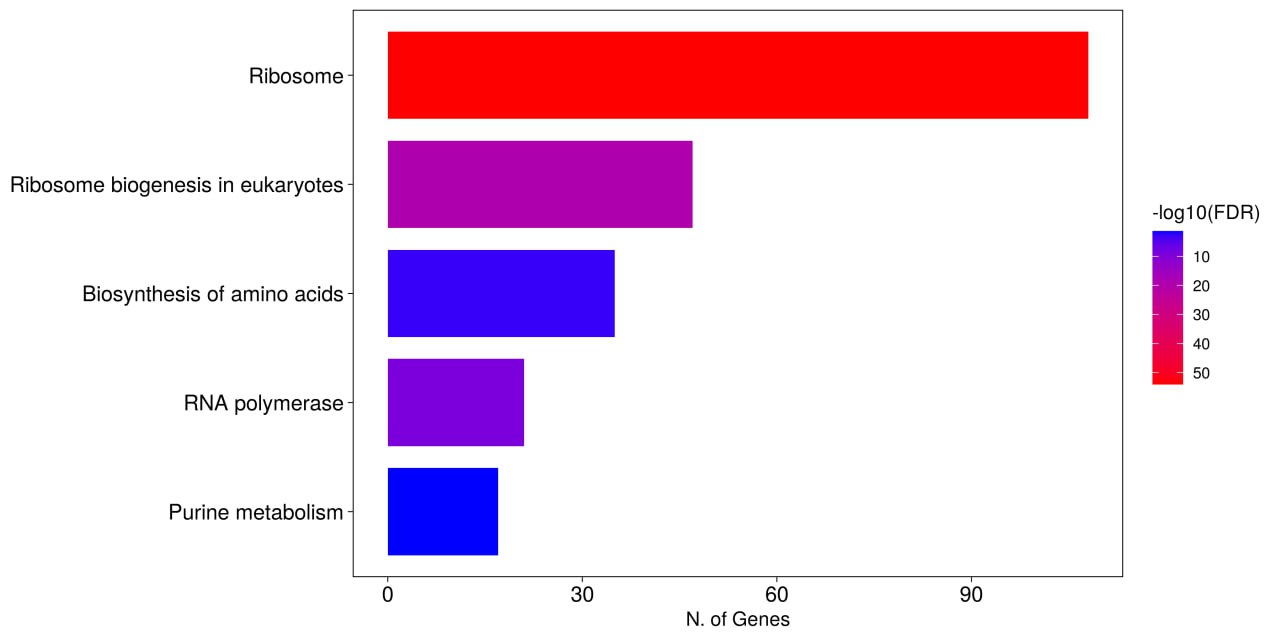 Ribosome
Ribosome biogenesis in eukaryotes
Biosynthesis of amino acids
RNA polymerase
Purine metabolism
0 30 60 90
N. of Genes
-log10(FDR)
10
20
30
40
50